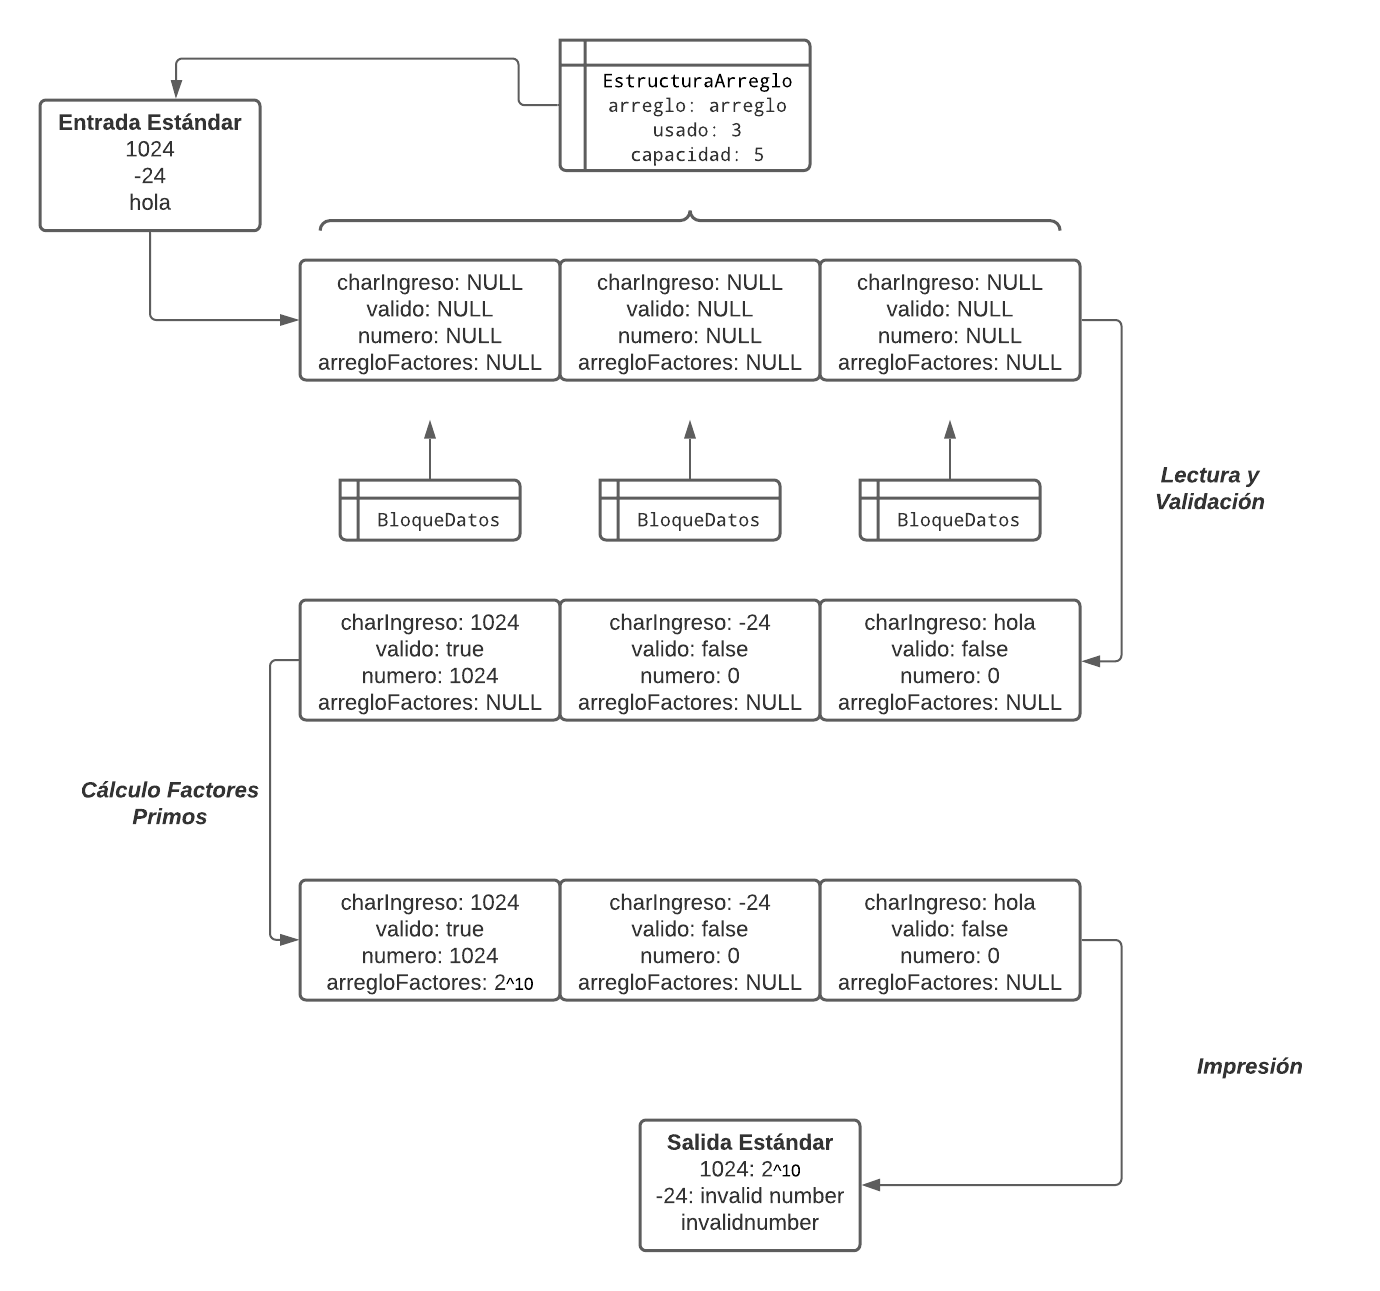 EstructuraArreglo
arreglo: arreglo
usado: 3
capacidad: 5
Entrada Estándar
1024
-24
hola
charIngreso: NULL
valido: NULL
numero: NULL
arregloFactores: NULL
charIngreso: NULL
valido: NULL
numero: NULL
arregloFactores: NULL
charIngreso: NULL
valido: NULL
numero: NULL
arregloFactores: NULL
BloqueDatos
BloqueDatos
BloqueDatos
Lectura y
Validación
charIngreso: 1024
valido: true
numero: 1024
arregloFactores: NULL
charIngreso: -24
valido: false
numero: 0
arregloFactores: NULL
charIngreso: hola
valido: false
numero: 0
arregloFactores: NULL
Cálculo Factores
Primos
charIngreso: 1024
valido: true
numero: 1024
arregloFactores: 2^10
charIngreso: -24
valido: false
numero: 0
arregloFactores: NULL
charIngreso: hola
valido: false
numero: 0
arregloFactores: NULL
Impresión
Salida Estándar
1024: 2^10
-24: invalid number
invalidnumber